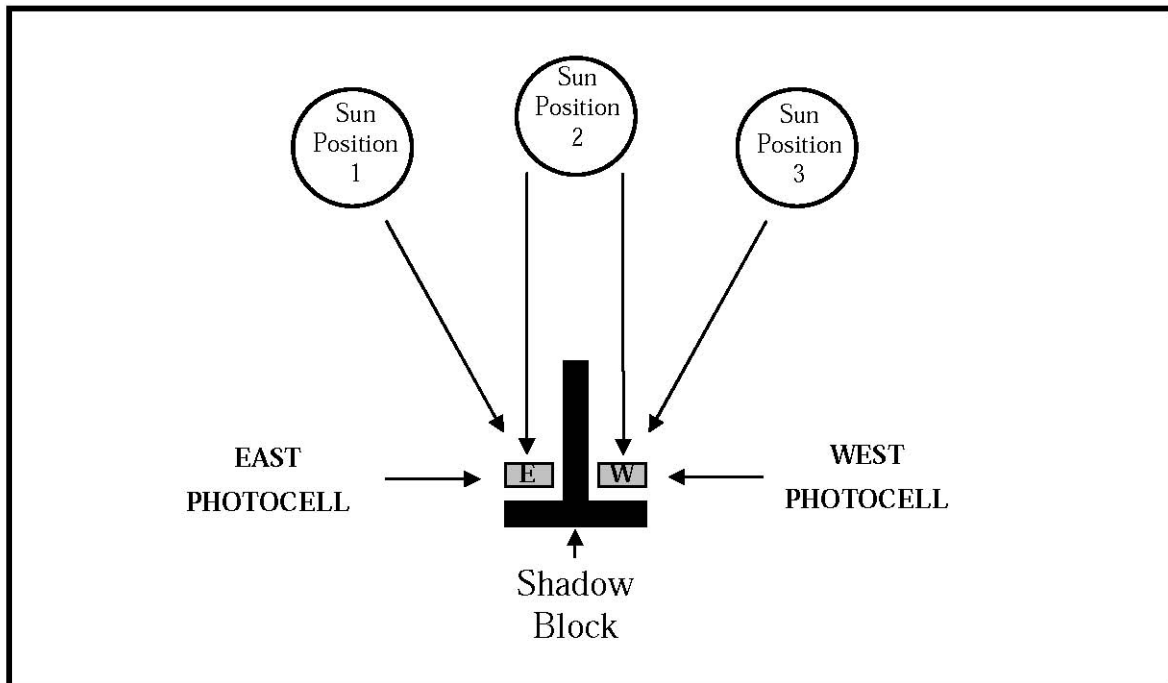 Sun
Position
1
Sun
Position
2
Sun
Position
3
EAST
PHOTOCELL
E
W
WEST
PHOTOCELL
Shadow
Block